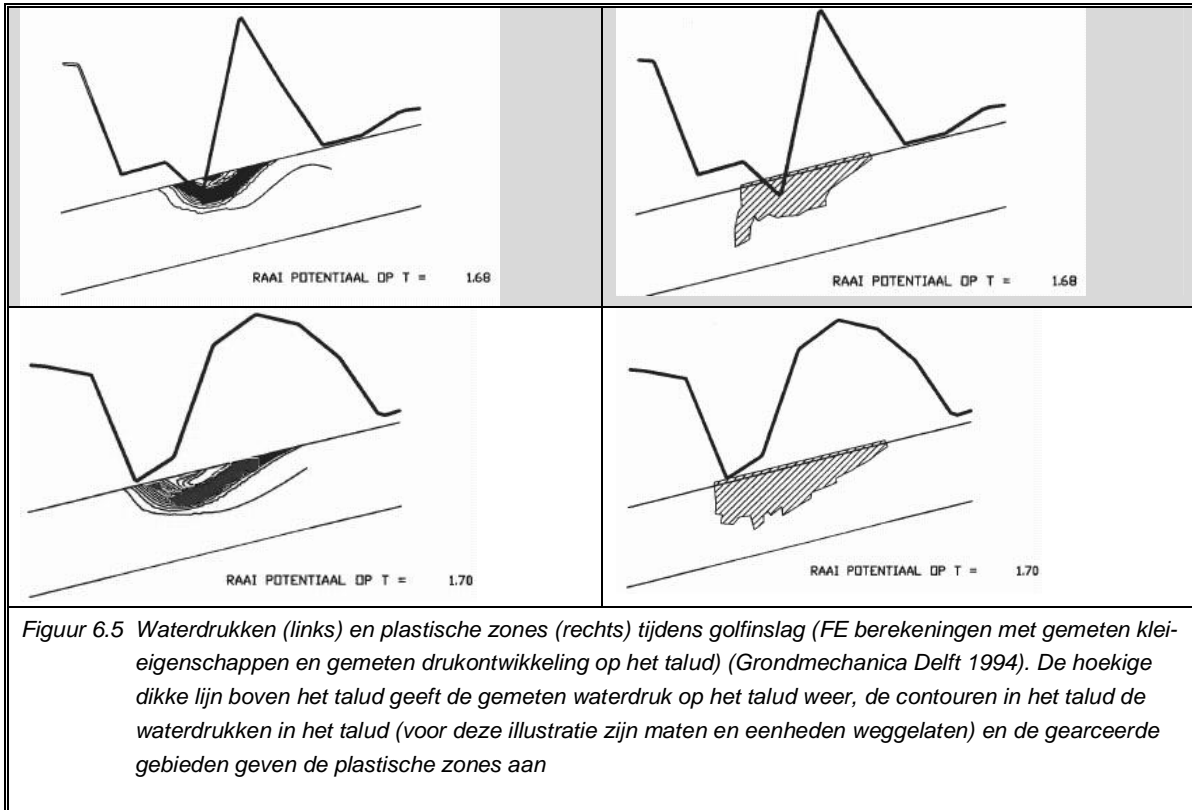 RAAI POTENTIAAL OP T = 1.68
RAAI POTENTIAAL OP T = 1.68
RAAI POTENTIAAL OP T = 1.70
RAAI POTENTIAAL OP T = 1.70
Figuur 6.5 Waterdrukken (links) en plastische zones (rechts) tijdens golfinslag (FE berekeningen met gemeten klei-
eigenschappen en gemeten drukontwikkeling op het talud) (Grondmechanica Delft 1994). De hoekige
dikke lijn boven het talud geeft de gemeten waterdruk op het talud weer, de contouren in het talud de
waterdrukken in het talud (voor deze illustratie zijn maten en eenheden weggelaten) en de gearceerde
gebieden geven de plastische zones aan